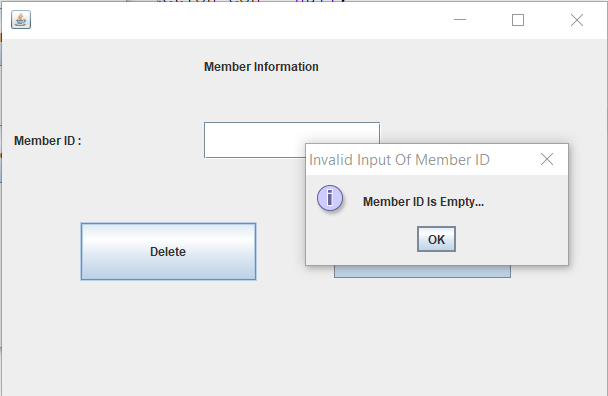 Member Information
Member ID :
Invalid Input Of Member ID
Member ID Is Empty...
OK
Delete